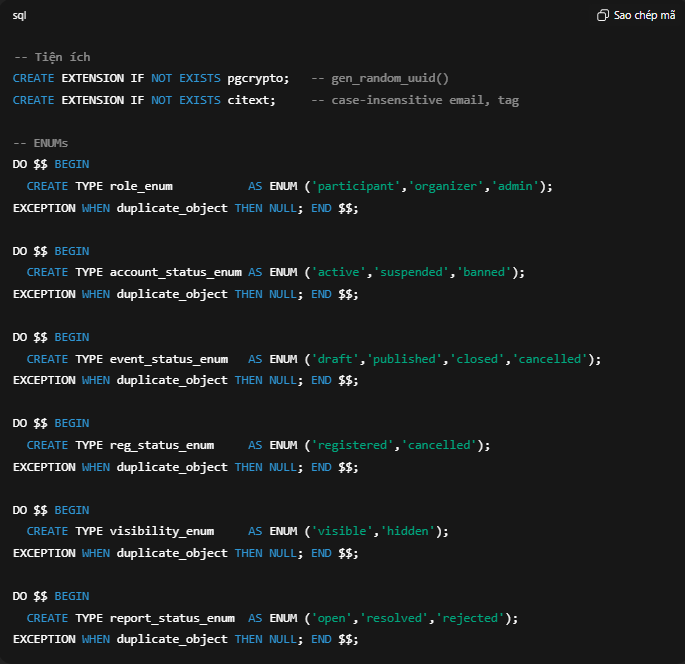 sql
Sao chép mã
-- Tiện ích
CREATE EXTENSION IF NOT EXISTS pgcrypto;   -- gen_random_uuid()
CREATE EXTENSION IF NOT EXISTS citext;     -- case-insensitive email, tag
-- ENUMs
DO $$ BEGIN
  CREATE TYPE role_enum           AS ENUM ('participant','organizer','admin');
EXCEPTION WHEN duplicate_object THEN NULL; END $$;
DO $$ BEGIN
  CREATE TYPE account_status_enum AS ENUM ('active','suspended','banned');
EXCEPTION WHEN duplicate_object THEN NULL; END $$;
DO $$ BEGIN
  CREATE TYPE event_status_enum   AS ENUM ('draft','published','closed','cancelled');
EXCEPTION WHEN duplicate_object THEN NULL; END $$;
DO $$ BEGIN
  CREATE TYPE reg_status_enum     AS ENUM ('registered','cancelled');
EXCEPTION WHEN duplicate_object THEN NULL; END $$;
DO $$ BEGIN
  CREATE TYPE visibility_enum     AS ENUM ('visible','hidden');
EXCEPTION WHEN duplicate_object THEN NULL; END $$;
DO $$ BEGIN
  CREATE TYPE report_status_enum  AS ENUM ('open','resolved','rejected');
EXCEPTION WHEN duplicate_object THEN NULL; END $$;